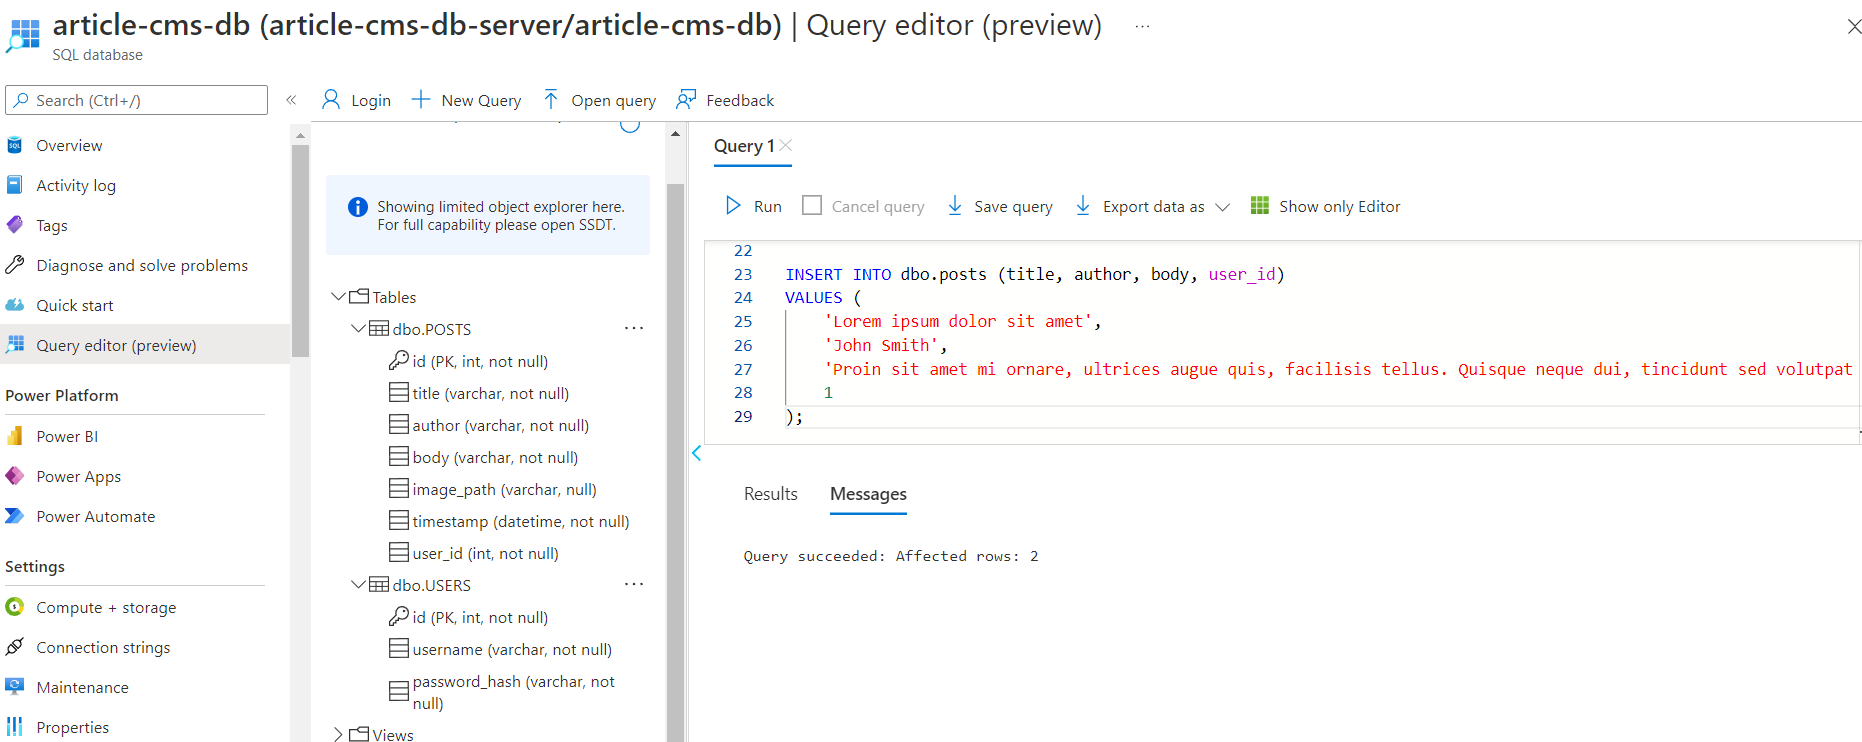 article-cms-db (article-cms-db-server/article-cms-db) | Query editor (preview) ...
SQL database
Search (Ctrl+/)
«
Overview
Activity log
Tags
Diagnose and solve problems
Quick start
Query editor (preview)
Power Platform
Power BI
Power Apps
Power Automate
Settings
Compute + storage
Connection strings
Maintenance
Properties
Login
New Query
Open query
Feedback
Showing limited object explorer here.
For full capability please open SSDT.
Tables
dbo.POSTS ...
id (PK, int, not null)
title (varchar, not null)
author (varchar, not null)
body (varchar, not null)
image_path (varchar, null)
timestamp (datetime, not null)
user_id (int, not null)
dbo.USERS ...
id (PK, int, not null)
username (varchar, not null)
password_hash (varchar, not
null)
Views
Query 1
Run
Cancel query
Save query
Export data as
Show only Editor
22
23 INSERT INTO dbo.posts (title, author, body, user_id)
24 VALUES (
25 'Lorem ipsum dolor sit amet',
26 'John Smith',
27 'Proin sit amet mi ornare, ultrices augue quis, facilisis tellus. Quisque neque dui, tincidunt sed volutpat
28 1
29 );
Results
Messages
Query succeeded: Affected rows: 2